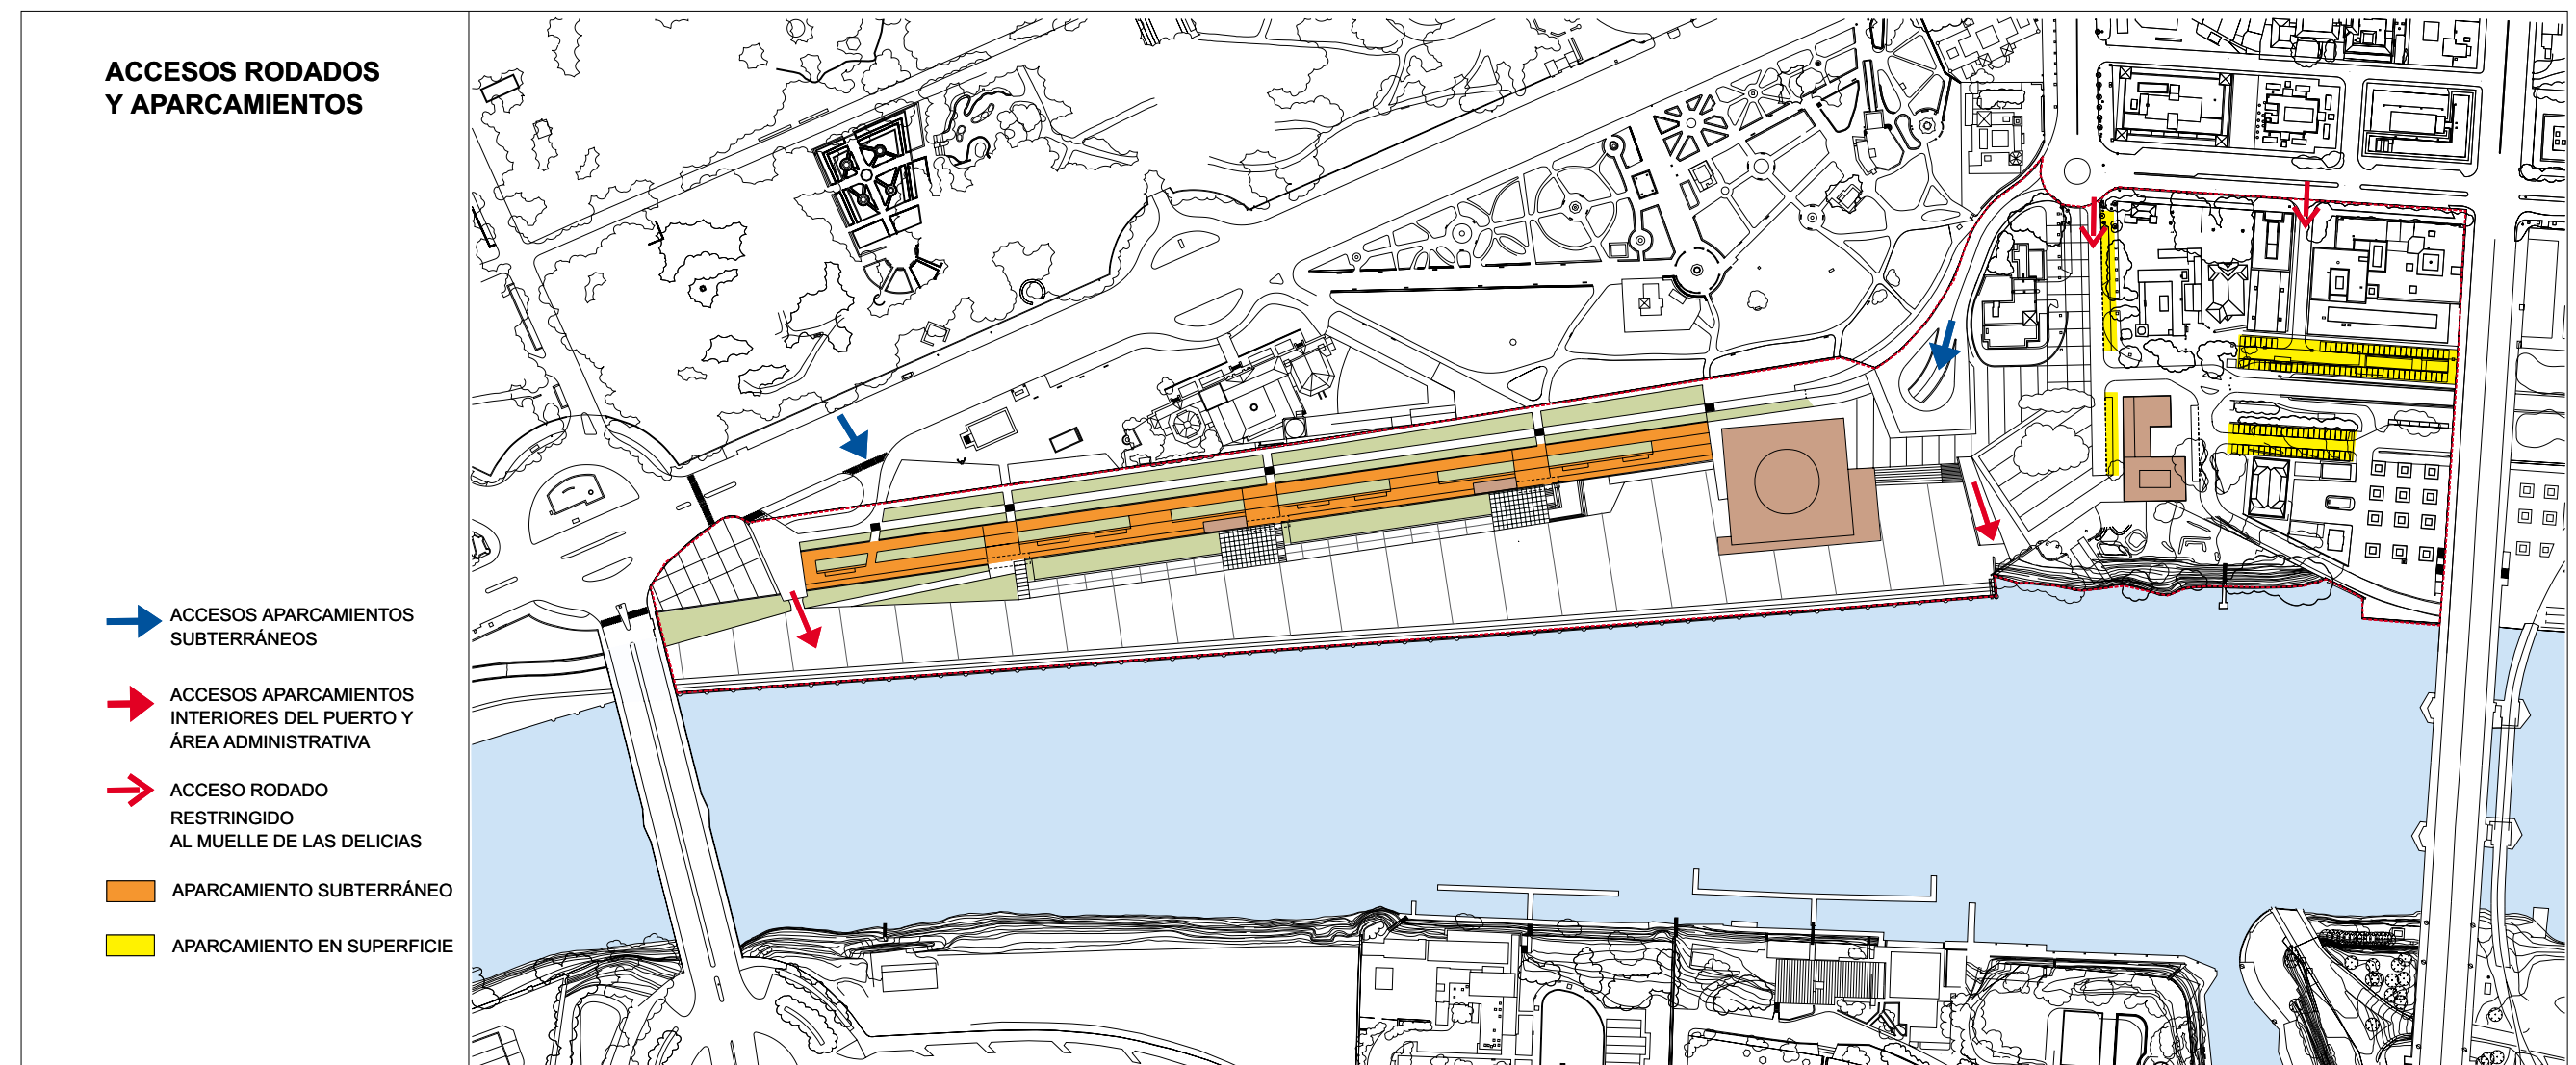 ACCESOS RODADOS
Y APARCAMIENTOS
ACCESOS APARCAMIENTOS
SUBTERRÁNEOS
ACCESOS APARCAMIENTOS
INTERIORES DEL PUERTO Y
ÁREA ADMINISTRATIVA
ACCESO RODADO
RESTRINGIDO
AL MUELLE DE LAS DELICIAS
APARCAMIENTO SUBTERRÁNEO
APARCAMIENTO EN SUPERFICIE